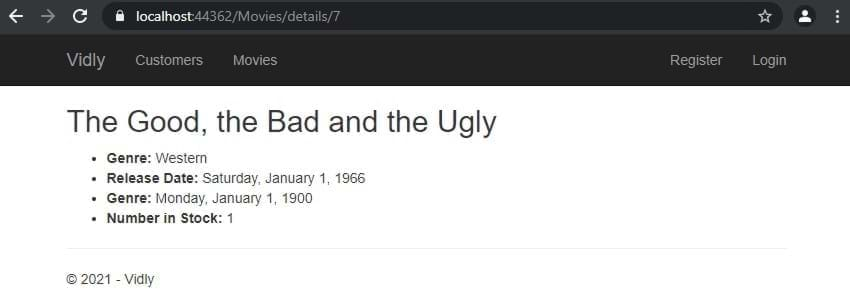 localhost:44362/Movies/details/7
Vidly Customers Movies Register Login
The Good, the Bad and the Ugly
• Genre: Western
• Release Date: Saturday, January 1, 1966
• Genre: Monday, January 1, 1900
• Number in Stock: 1
© 2021 - Vidly